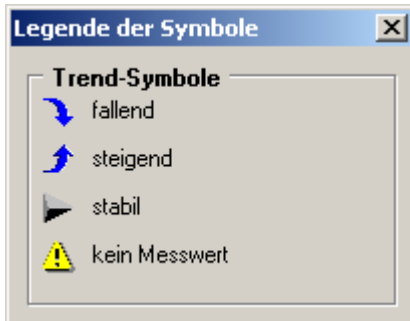 Legende der Symbole
Trend-Symbole
fallend
steigend
stabil
kein Messwert